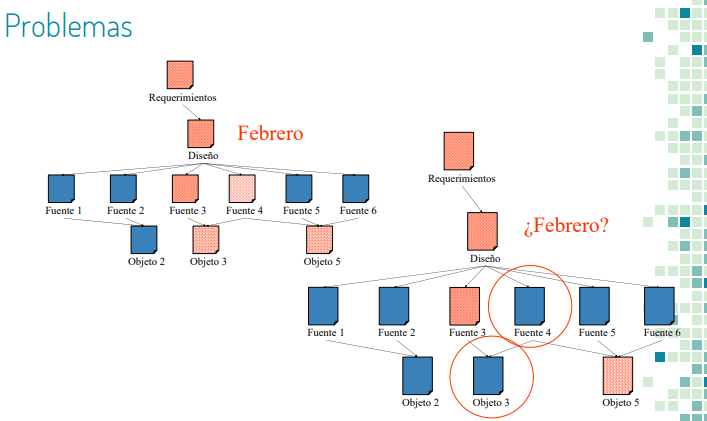 Problemas
Requerimientos
Febrero
Diseño
Fuente 1 Fuente 2 Fuente 3 Fuente 4 Fuente 5 Fuente 6
Objeto 2 Objeto 3 Objeto 5
Requerimientos
¿Febrero?
Diseño
Fuente 1 Fuente 2 Fuente 3 Fuente 4 Fuente 5 Fuente 6
Objeto 2 Objeto 3 Objeto 5